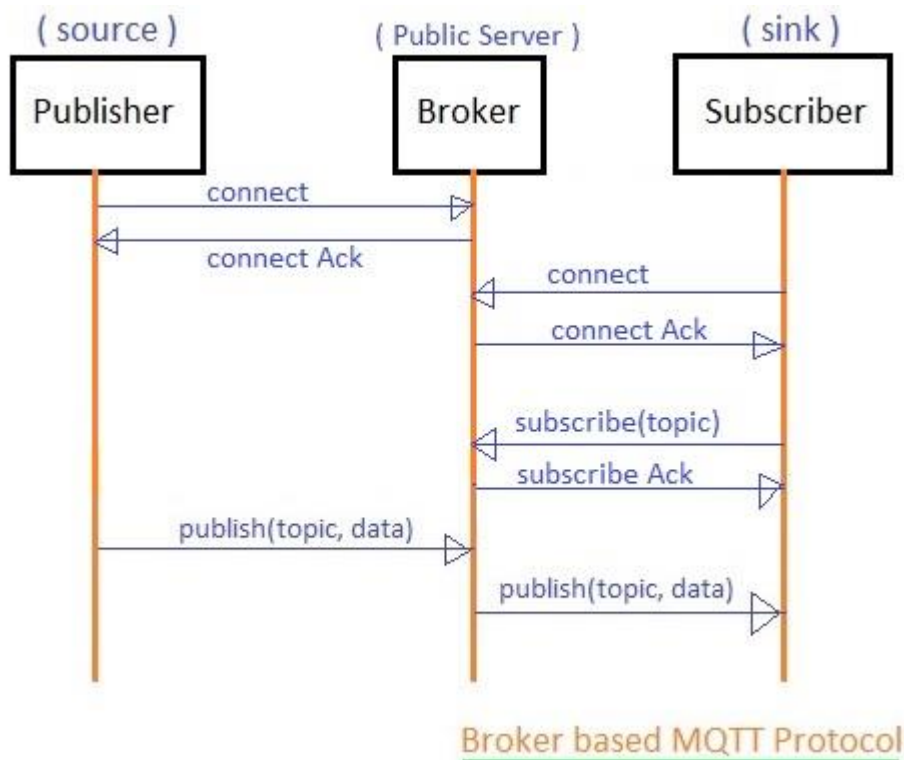 ( source )
( Public Server )
( sink )
Publisher
Broker
Subscriber
connect
connect Ack
connect
connect Ack
subscribe(topic)
subscribe Ack
publish(topic, data)
publish(topic, data)
Broker based MQTT Protocol